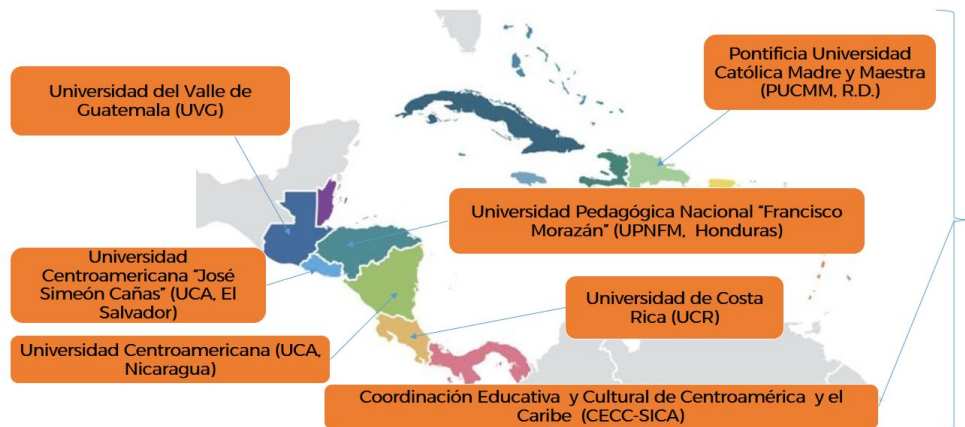 Universidad del Valle de
Guatemala (UVG)
Pontificia Universidad
Católica Madre y Maestra
(PUCMM, R.D.)
Universidad Pedagógica Nacional “Francisco
Morazán” (UPNFM, Honduras)
Universidad
Centroamericana “José
Simeón Cañas” (UCA, El
Salvador)
Universidad de Costa
Rica (UCR)
Universidad Centroamericana (UCA,
Nicaragua)
Coordinación Educativa y Cultural de Centroamérica y el
Caribe (CECC-SICA)